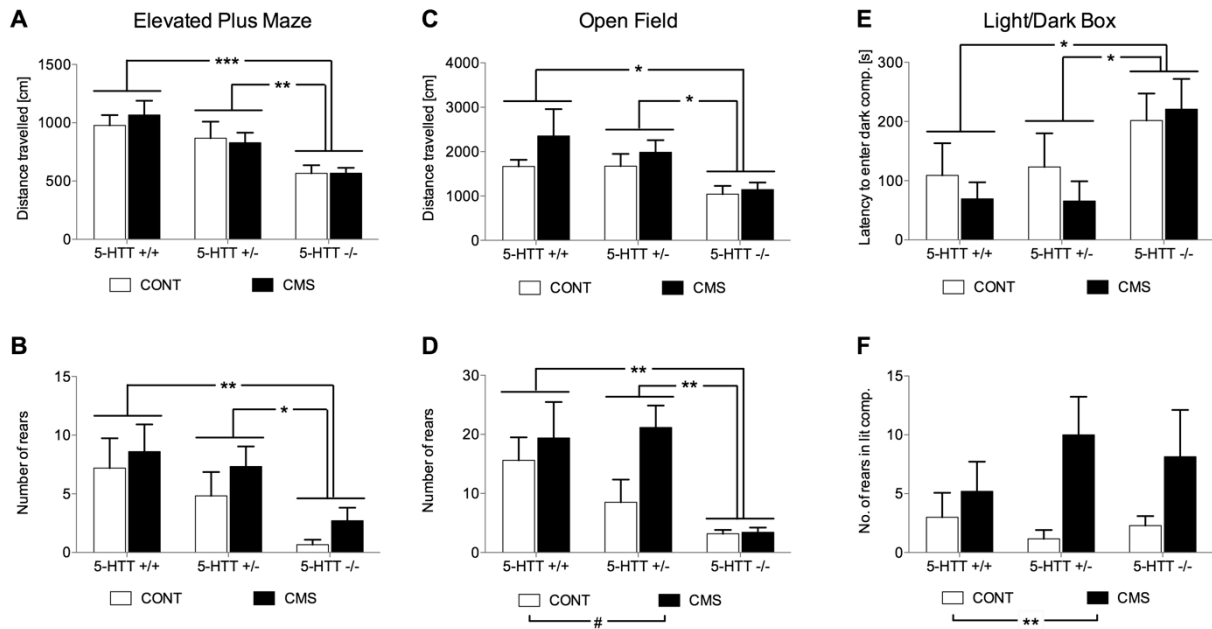 A Elevated Plus Maze
Distance travelled [cm]
1500
1000
500
0
***
**
5-HTT +/+ 5-HTT +/- 5-HTT -/-
CONT CMS
C Open Field
Distance travelled [cm]
4000
3000
2000
1000
0
*
*
5-HTT +/+ 5-HTT +/- 5-HTT -/-
CONT CMS
E Light/Dark Box
Latency to enter dark comp. [s]
300
200
100
0
*
*
5-HTT +/+ 5-HTT +/- 5-HTT -/-
CONT CMS
B
Number of rears
15
10
5
0
**
*
5-HTT +/+ 5-HTT +/- 5-HTT -/-
CONT CMS
D
Number of rears
30
20
10
0
**
**
5-HTT +/+ 5-HTT +/- 5-HTT -/-
CONT CMS
#
F
No. of rears in lit comp.
15
10
5
0
5-HTT +/+ 5-HTT +/- 5-HTT -/-
CONT CMS
**